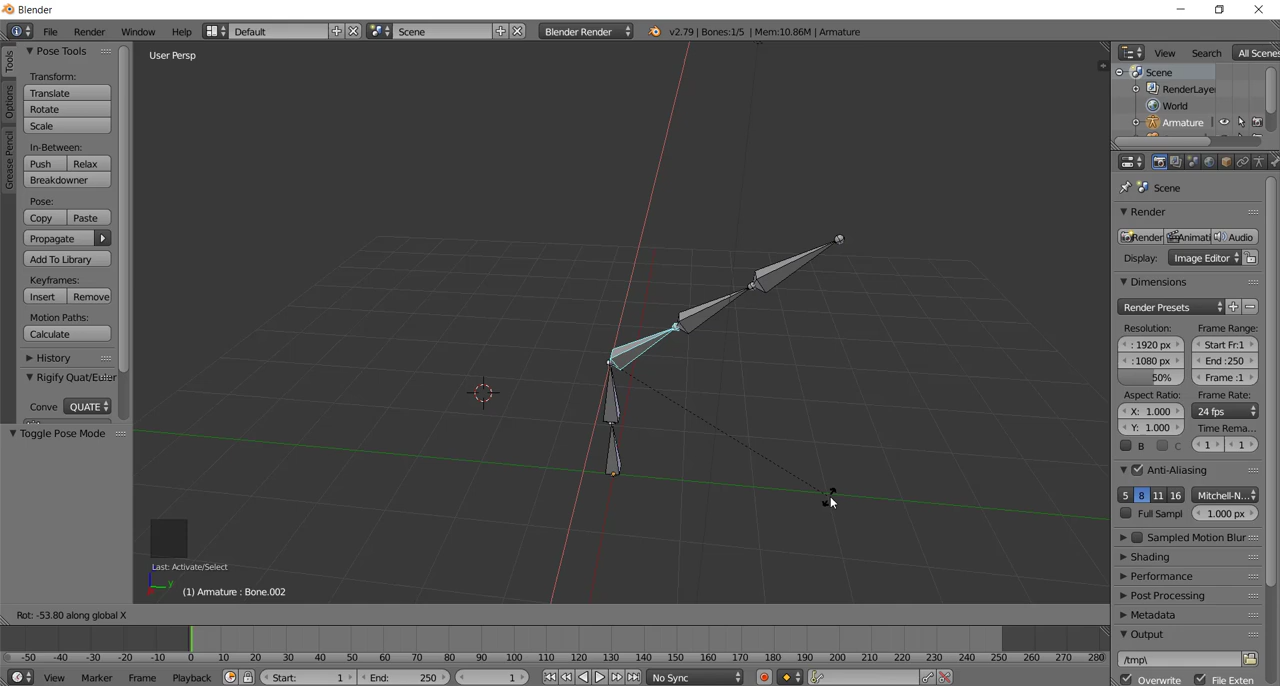 Blender
File Render Window Help Default Scene Blender Render v2.79 | Bones:1/5 | Mem:10.86M | Armature
Tools
Options
Grease Pencil
Pose Tools
Transform:
Translate
Rotate
Scale
In-Between:
Push Relax
Breakdowner
Pose:
Copy Paste
Propagate
Add To Library
Keyframes:
Insert Remove
Motion Paths:
Calculate
History
Rigify Quat/Euler
Conve QUATE
Toggle Pose Mode
User Persp
Last: Activate/Select
y
(1) Armature : Bone.002
Rot: -53.80 along global X
View Search All Scenes
Scene
RenderLaye
World
Armature
Scene
Render
Render Animati Audio
Display: Image Editor
Dimensions
Render Presets
Resolution: Frame Range:
: 1920 px Start Fr:1
:1080 px End :250
50% Frame :1
Aspect Ratio: Frame Rate:
X: 1.000 24 fps
Y: 1.000 Time Rema...
B C 1 1
Anti-Aliasing
5 8 11 16 Mitchell-N...
Full Sampl 1.000 px
Sampled Motion Blur
Shading
Performance
Post Processing
Metadata
Output
/tmp\
Overwrite File Exten
-50 -40 -30 -20 -10 0 10 20 30 40 50 60 70 80 90 100 110 120 130 140 150 160 170 180 190 200 210 220 230 240 250 260 270 280
View Marker Frame Playback Start: 1 End: 250 1 No Sync